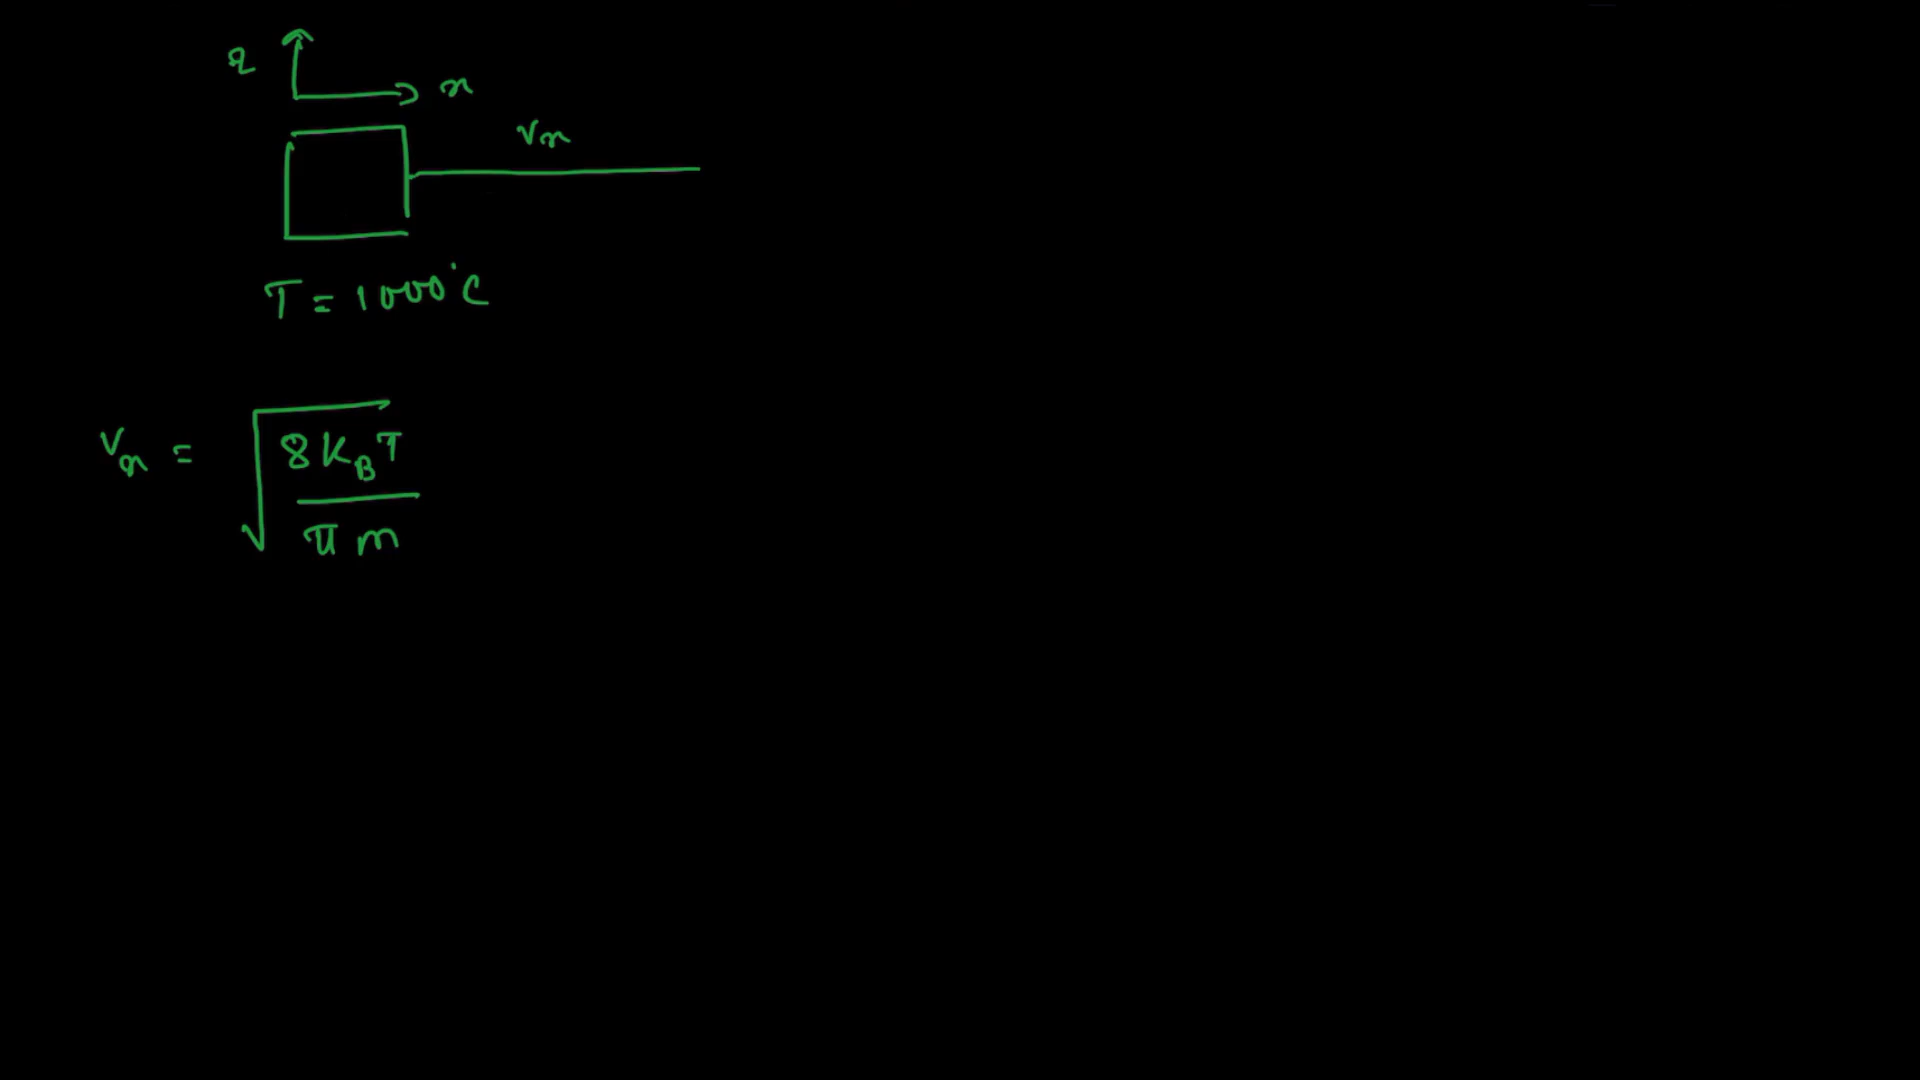 z
x
vx
T = 1000°C
vx = √(8 KB T / π m)